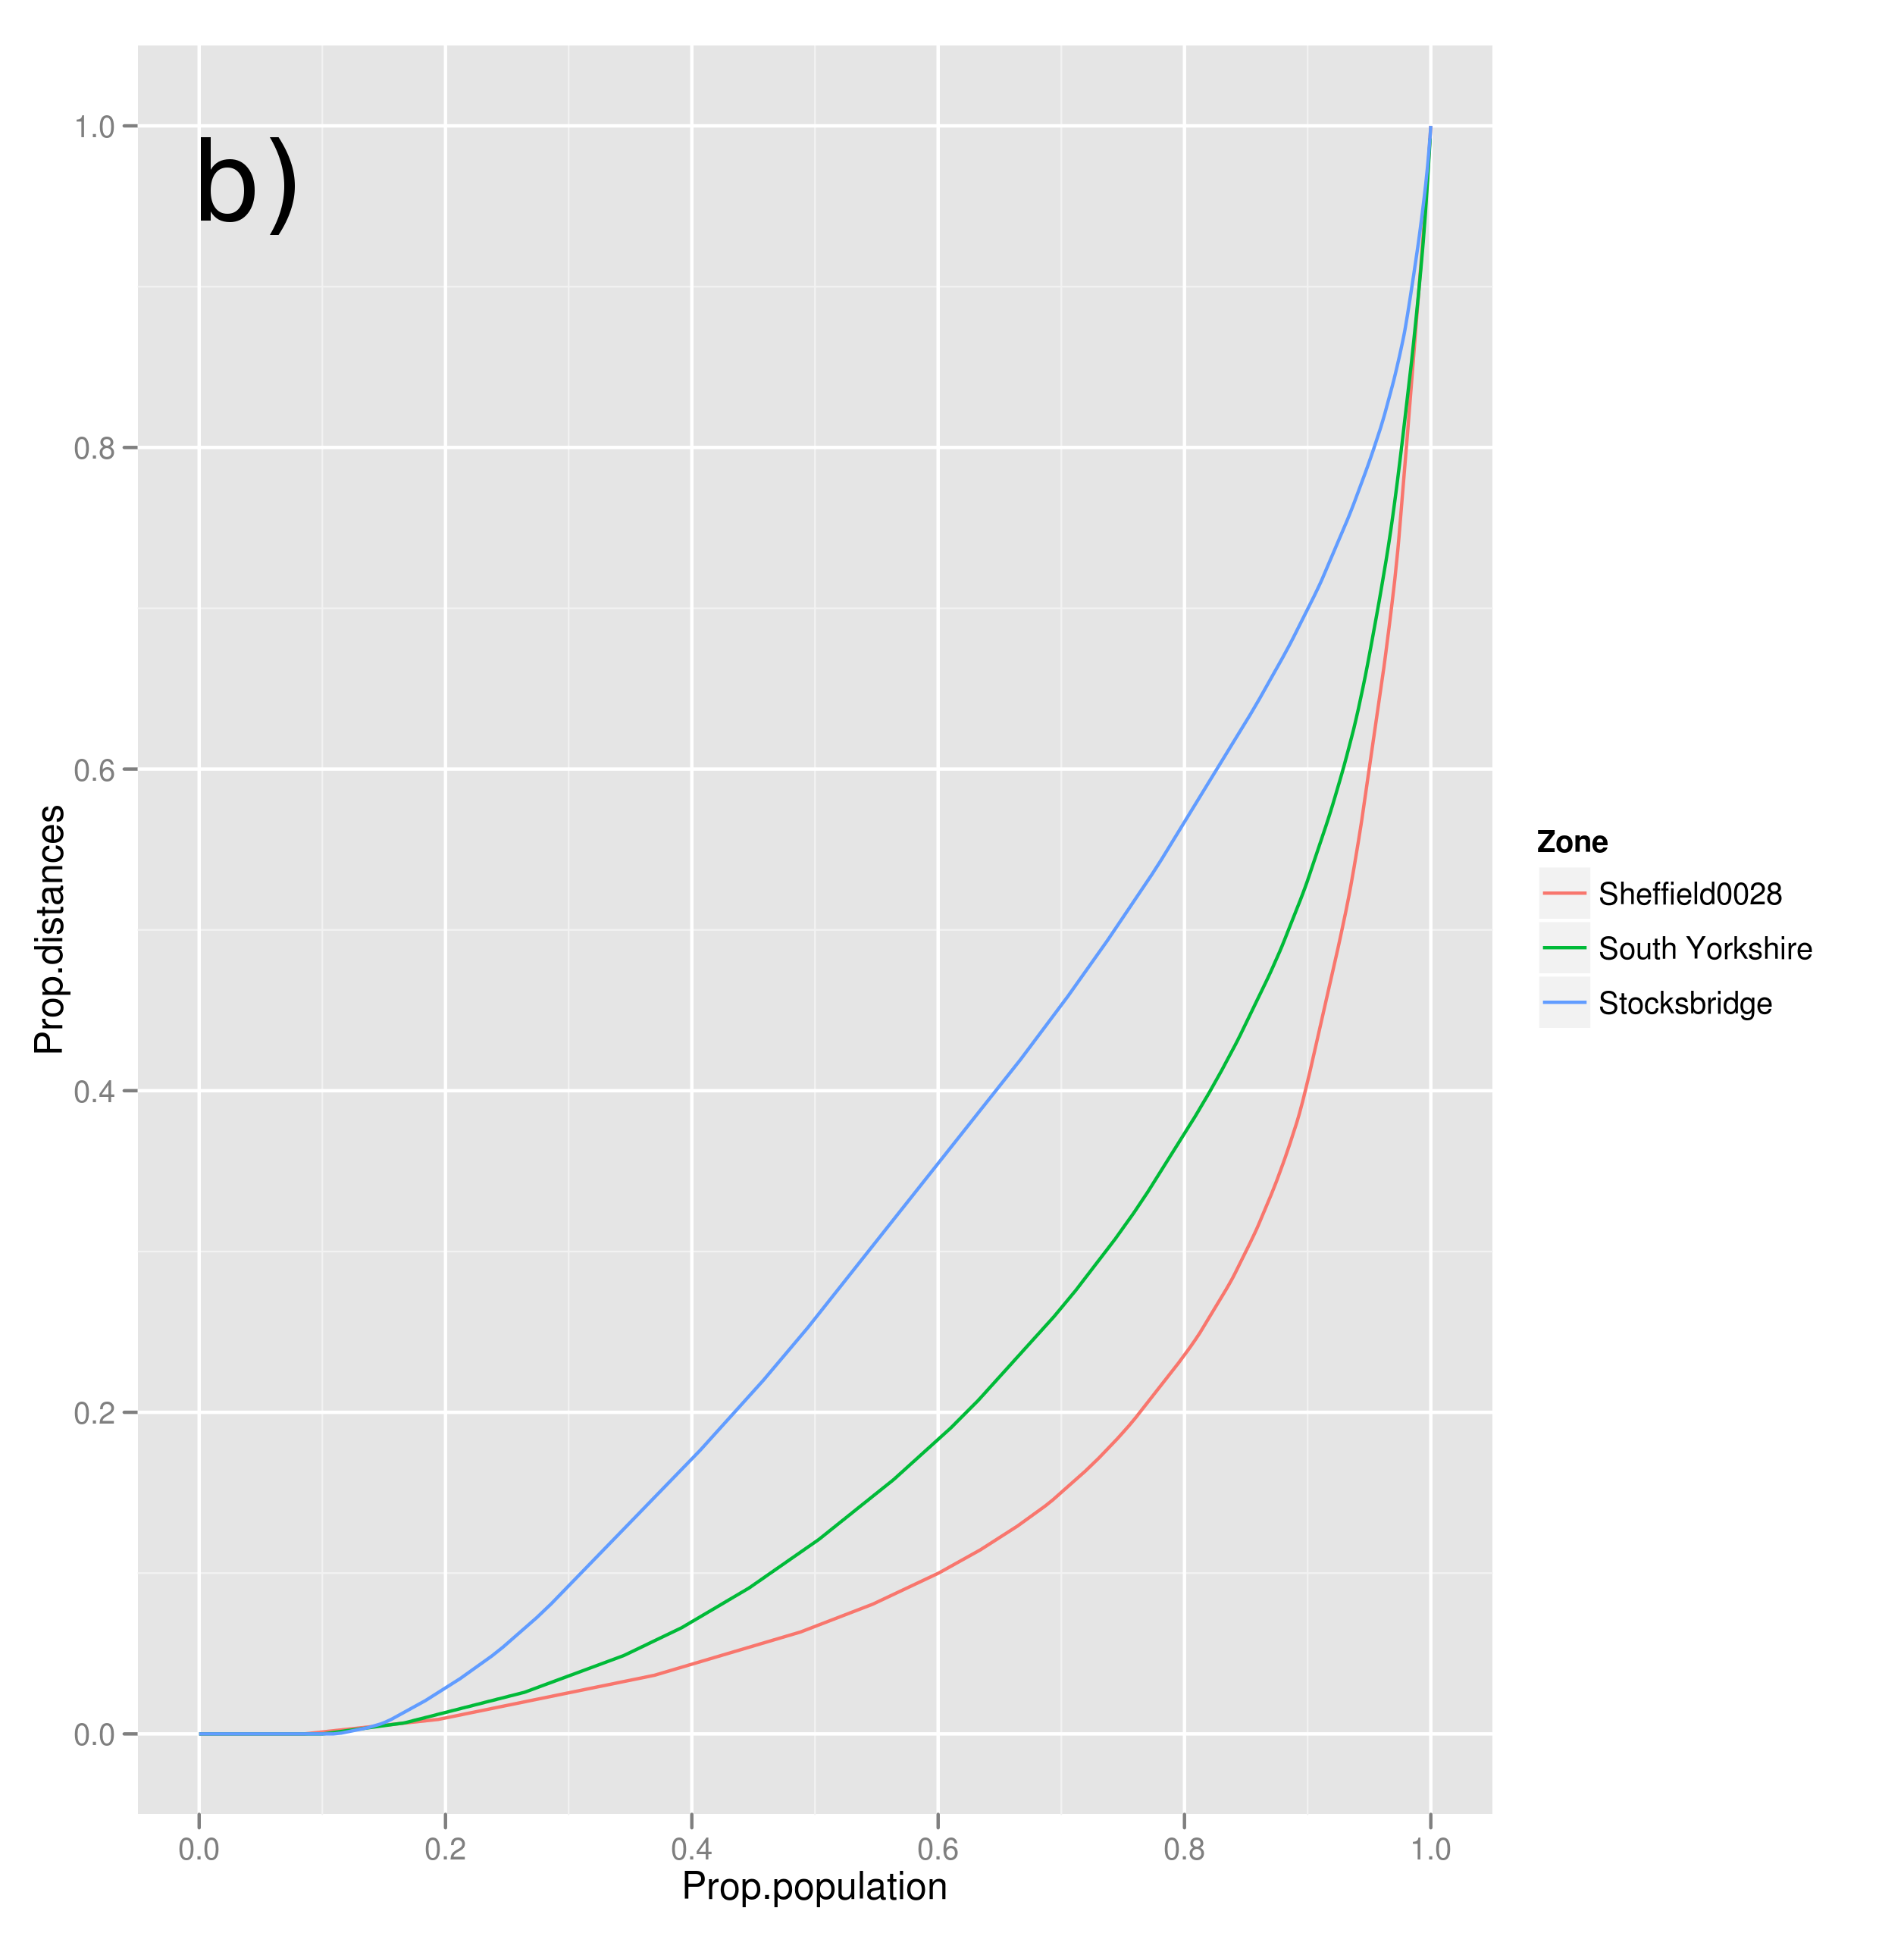 b)
1.0
0.8
0.6
0.4
0.2
0.0
Prop.distances
0.0 0.2 0.4 0.6 0.8 1.0
Prop.population
Zone
Sheffield0028
South Yorkshire
Stocksbridge